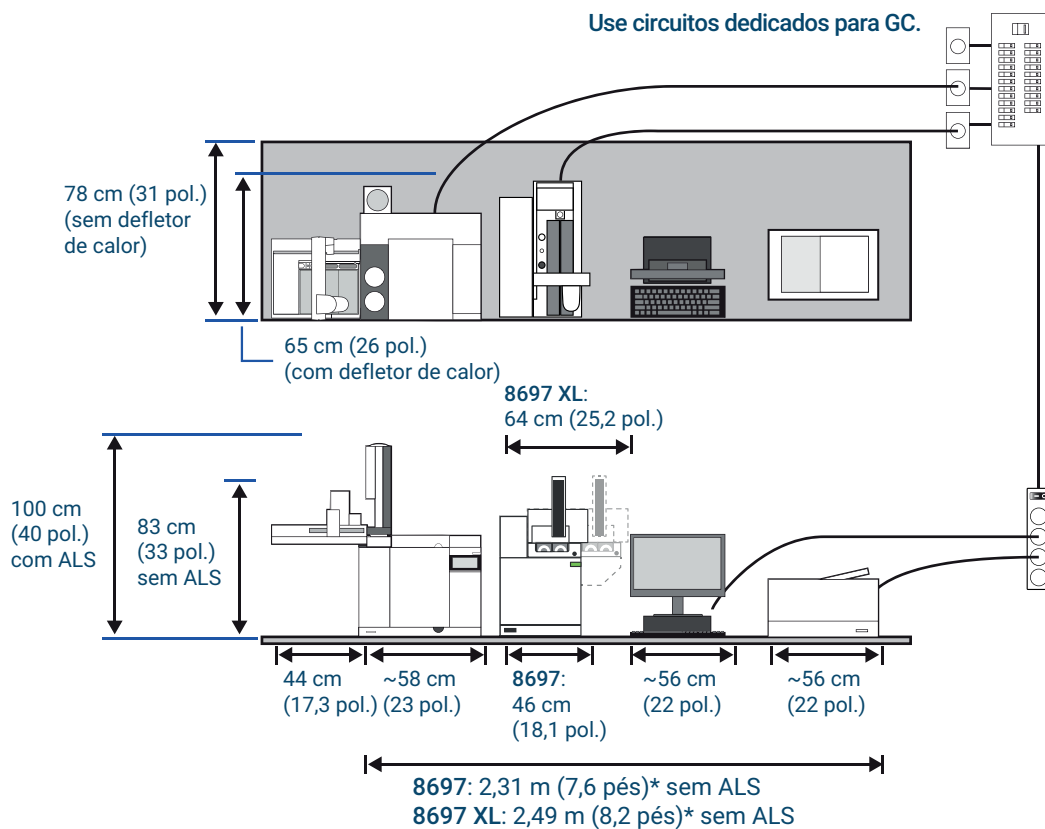 Use circuitos dedicados para GC.
78 cm (31 pol.)
(sem defletor
de calor)
65 cm (26 pol.)
(com defletor de calor)
8697 XL:
64 cm (25,2 pol.)
100 cm
(40 pol.)
com ALS
83 cm
(33 pol.)
sem ALS
44 cm
(17,3 pol.)
~58 cm
(23 pol.)
8697:
46 cm
(18,1 pol.)
~56 cm
(22 pol.)
~56 cm
(22 pol.)
8697: 2,31 m (7,6 pés)* sem ALS
8697 XL: 2,49 m (8,2 pés)* sem ALS